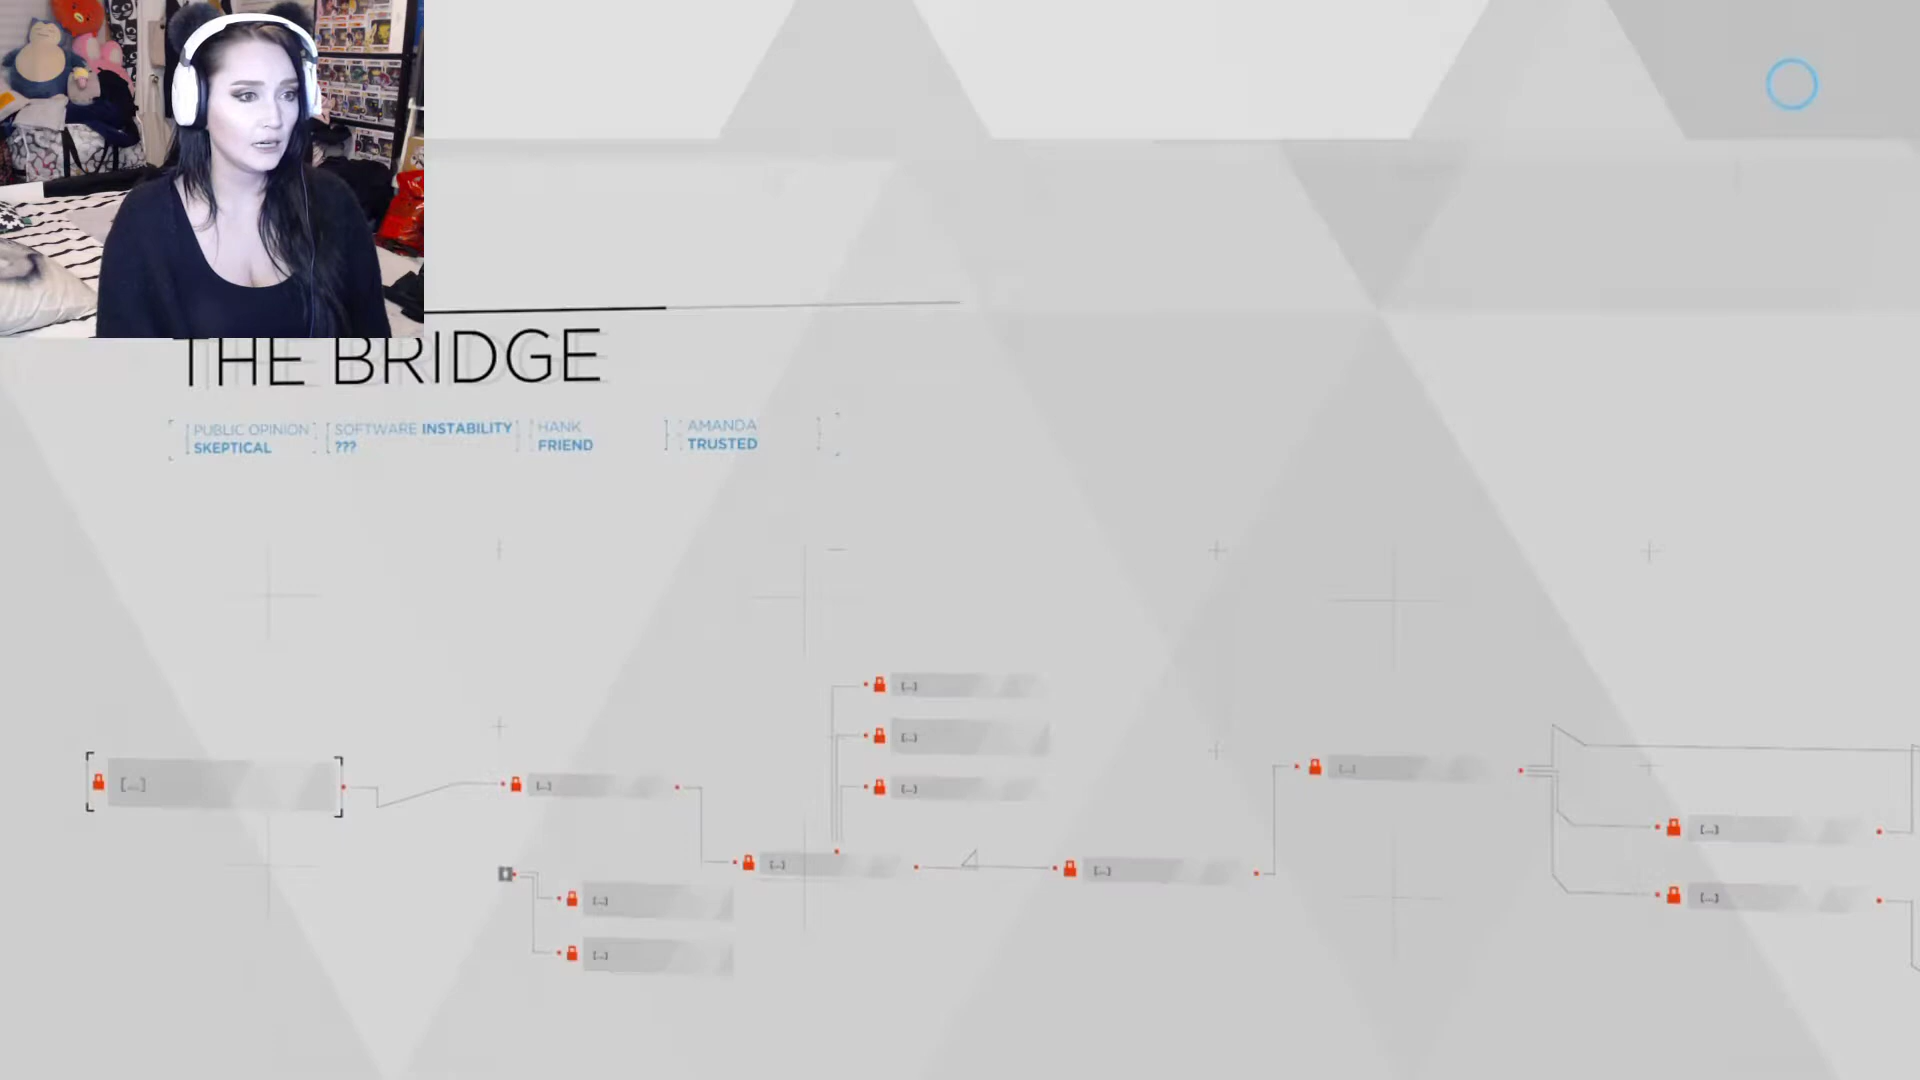 THE BRIDGE
PUBLIC OPINION
SKEPTICAL
SOFTWARE INSTABILITY
???
HANK
FRIEND
AMANDA
TRUSTED
[...]
[...]
[...]
[...]
[...]
[...]
[...]
[...]
[...]
[...]
[...]
[...]